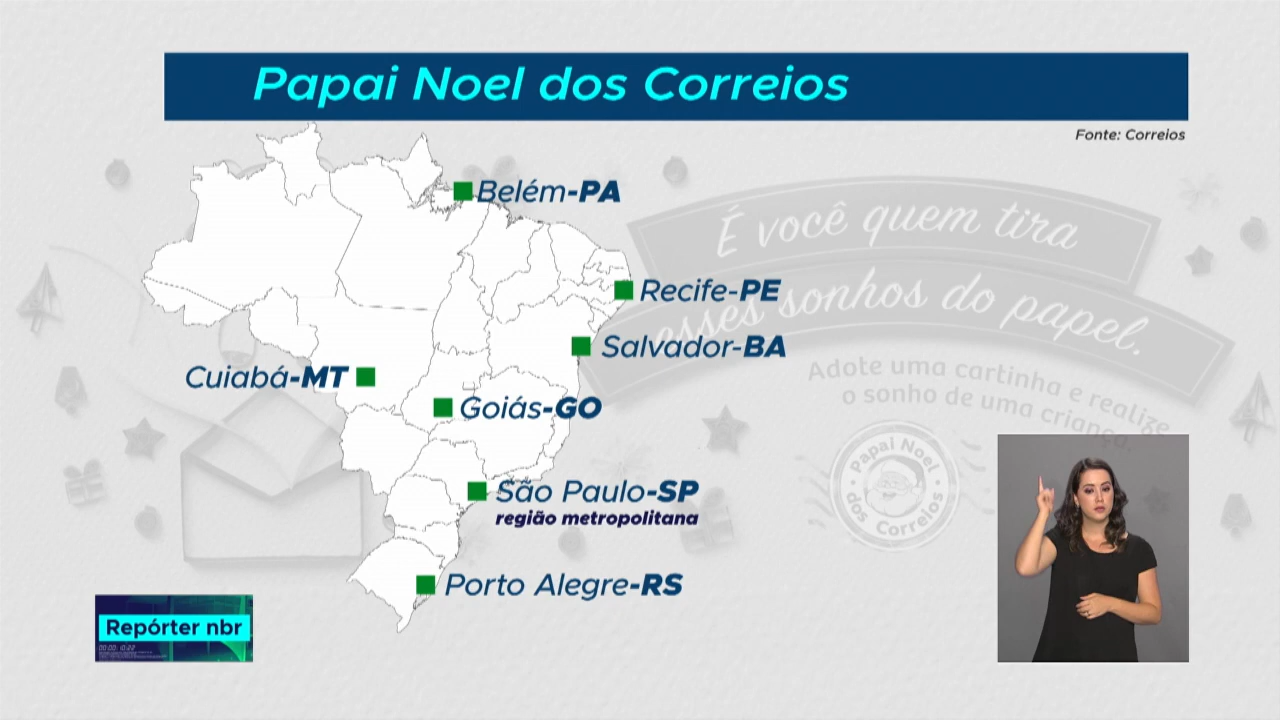 Papai Noel dos Correios
Fonte: Correios
Belém-PA
É você quem tira
Recife-PE
esses sonhos do papel.
Salvador-BA
Adote uma cartinha e realize
o sonho de uma criança.
Cuiabá-MT
Goiás-GO
Papai Noel
dos Correios
São Paulo-SP
região metropolitana
Porto Alegre-RS
Repórter nbr